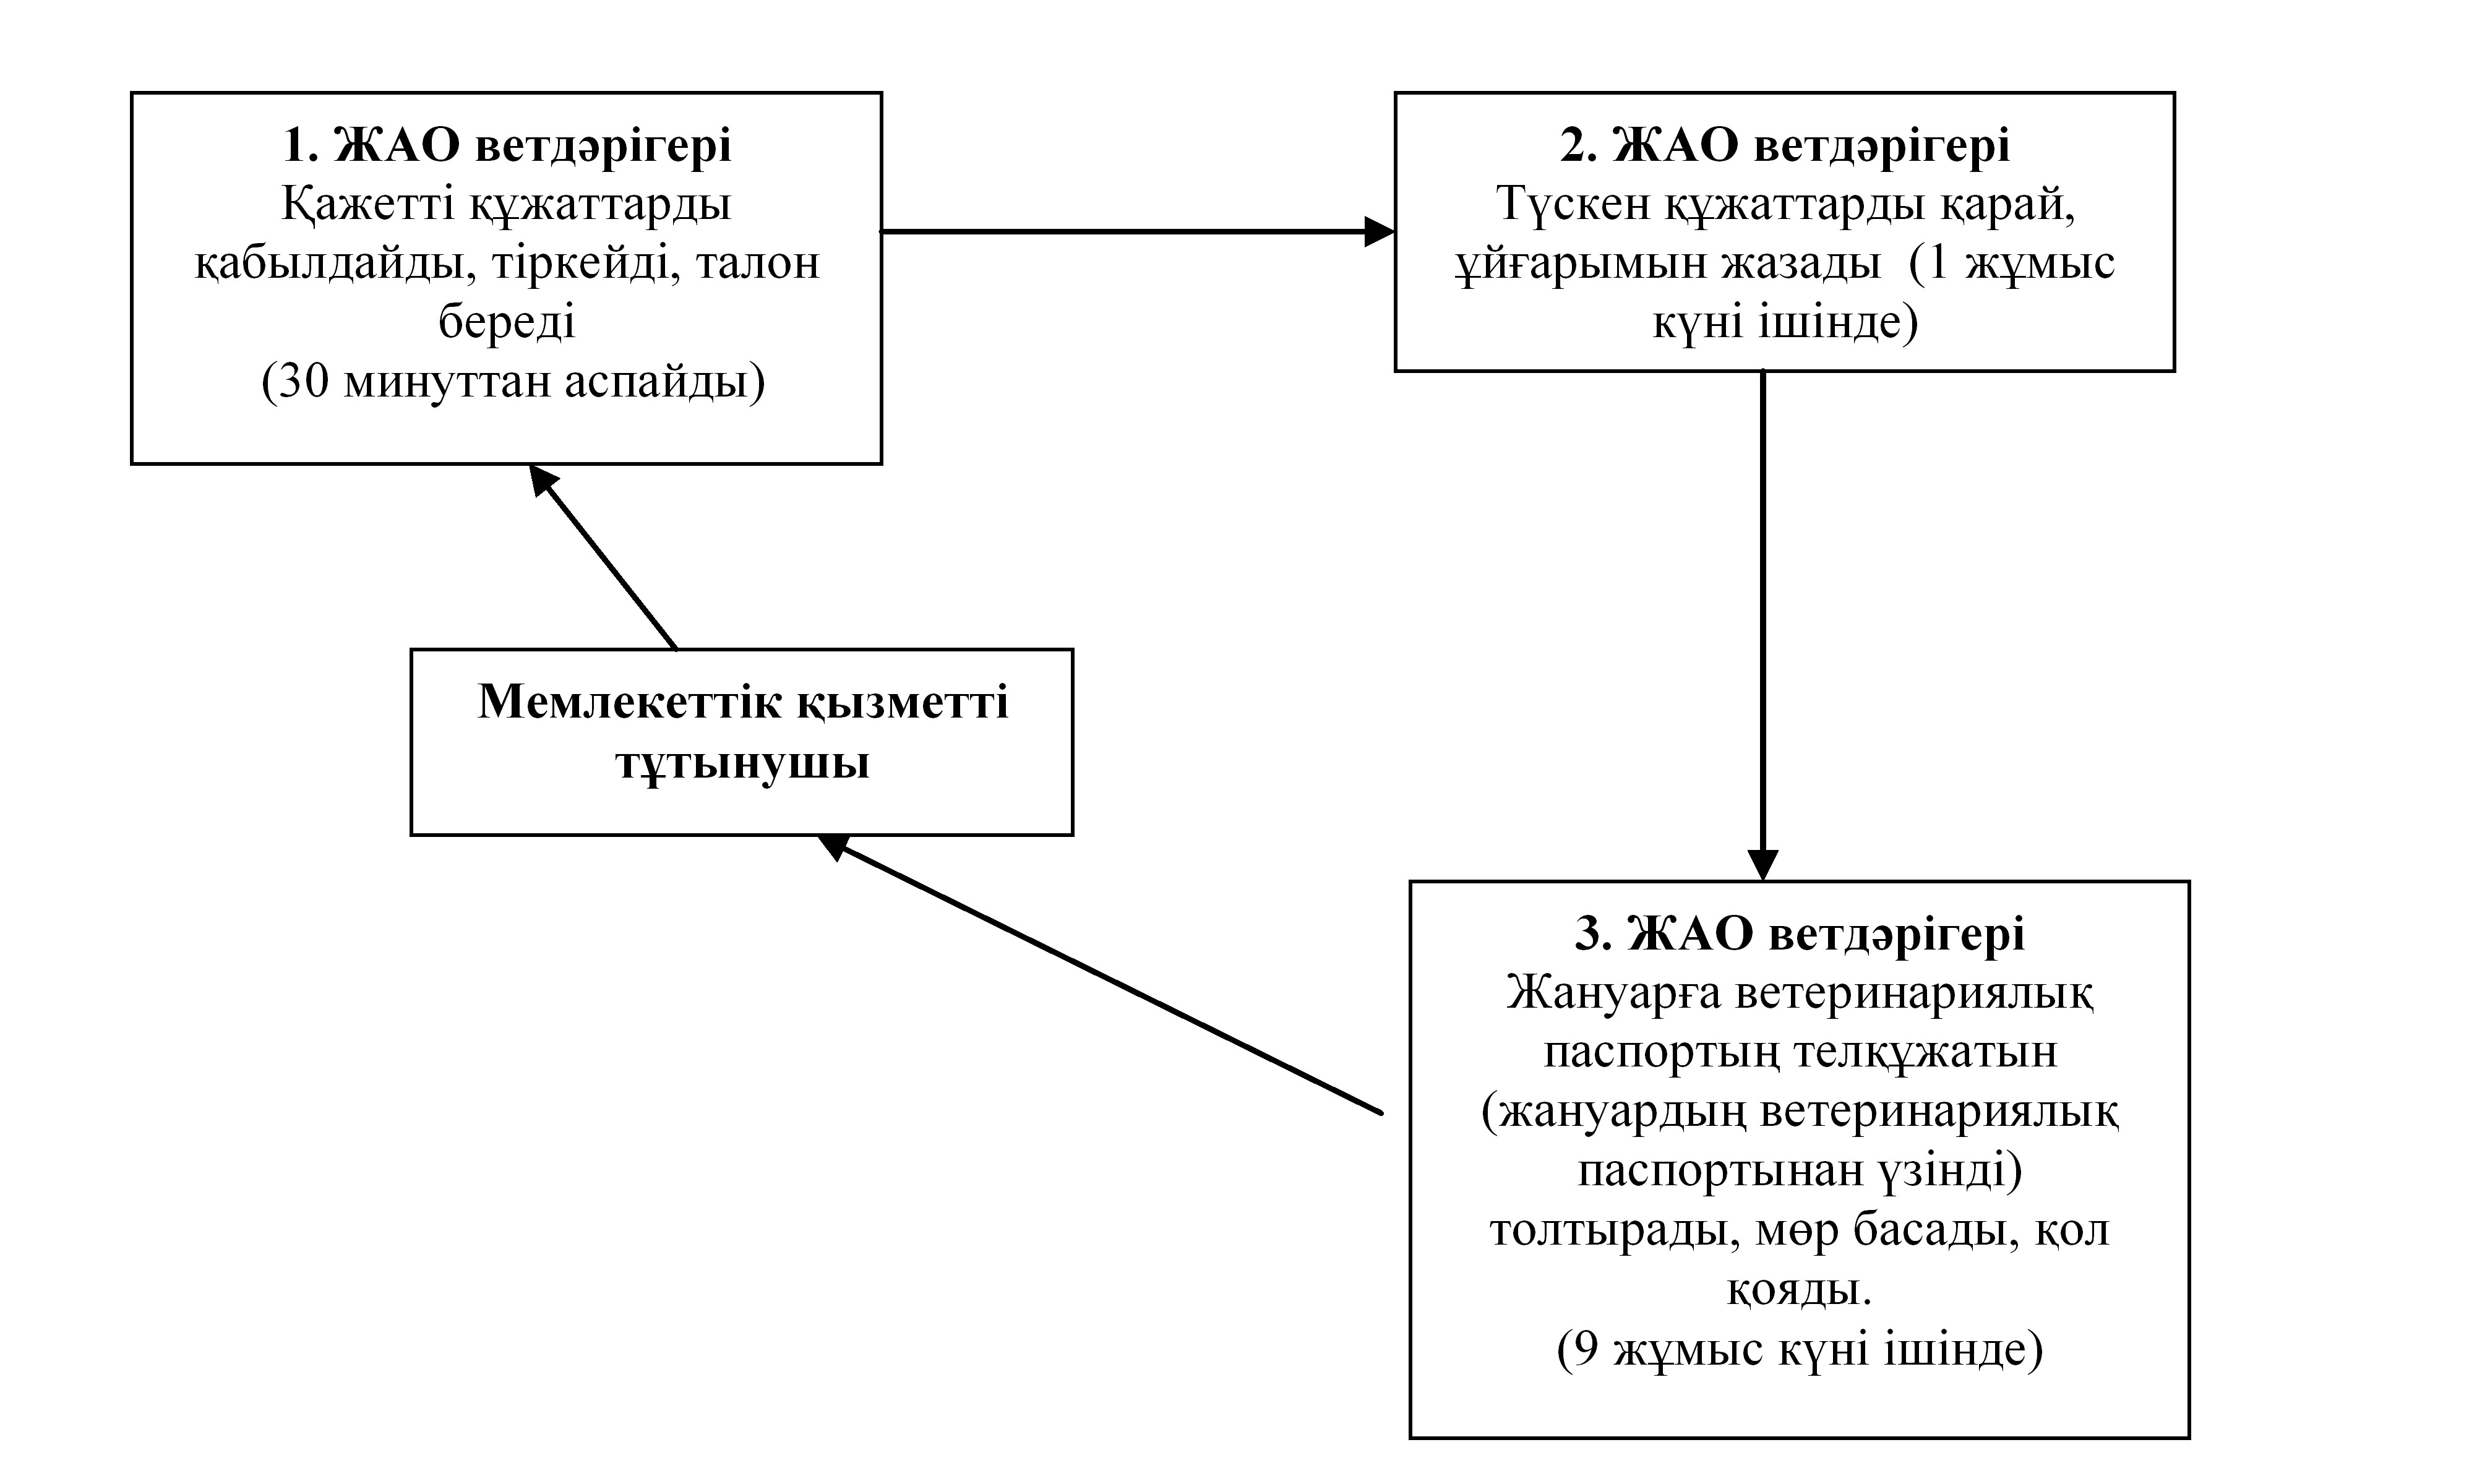 1. ЖАО ветдәрігері
Қажетті құжаттарды
қабылдайды, тіркейді, талон
береді
(30 минуттан аспайды)
2. ЖАО ветдәрігері
Түскен құжаттарды қарай,
ұйғарымын жазады (1 жұмыс
күні ішінде)
Мемлекеттік қызметті
тұтынушы
3. ЖАО ветдәрігері
Жануарға ветеринариялық
паспортың телқұжатын
(жануардың ветеринариялық
паспортынан үзінді)
толтырады, мөр басады, қол
қояды.
(9 жұмыс күні ішінде)